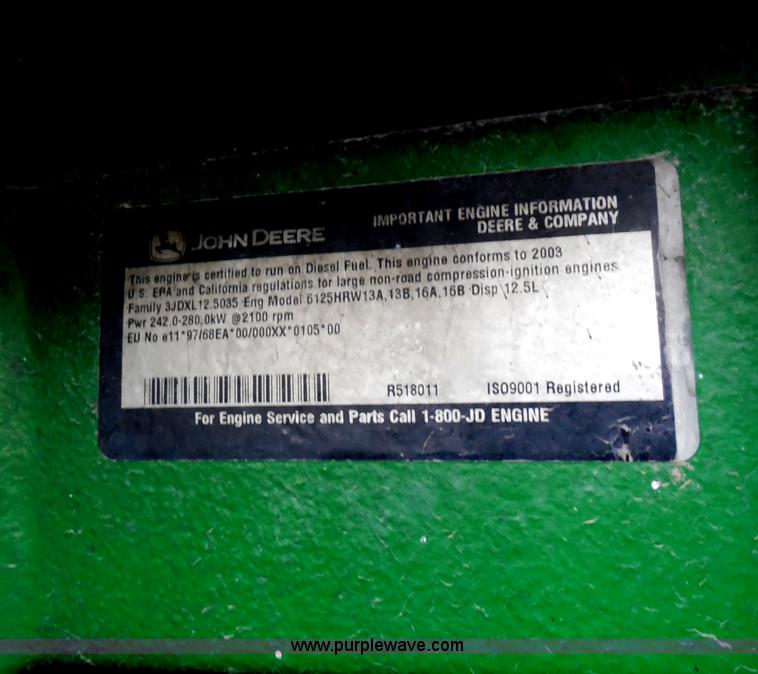 JOHN DEERE
IMPORTANT ENGINE INFORMATION
DEERE & COMPANY
This engine is certified to run on Diesel Fuel. This engine conforms to 2003
U.S. EPA and California regulations for large non-road compression-ignition engines
Family 3JDXL12.5035 Eng Model 6125HRW13A,13B,16A,16B Disp 12.5L
Pwr 242.0-280.0kW @2100 rpm
EU No e11*97/68EA*00/000XX*0105*00
R518011 ISO9001 Registered
For Engine Service and Parts Call 1-800-JD ENGINE
www.purplewave.com